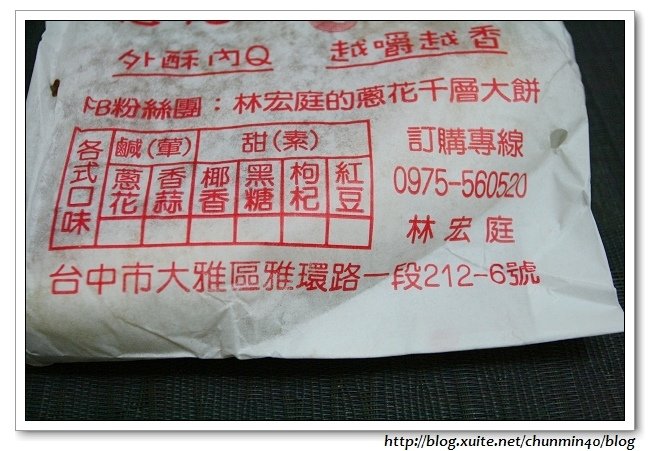 外酥內Q 越嚼越香
FB粉絲團：林宏庭的蔥花千層大餅
各式口味 鹹(葷) 甜(素)
蔥花 香蒜 椰香 黑糖 枸杞 紅豆
訂購專線
0975-560520
林宏庭
台中市大雅區雅環路一段212-6號
http://blog.xuite.net/chunmin40/blog